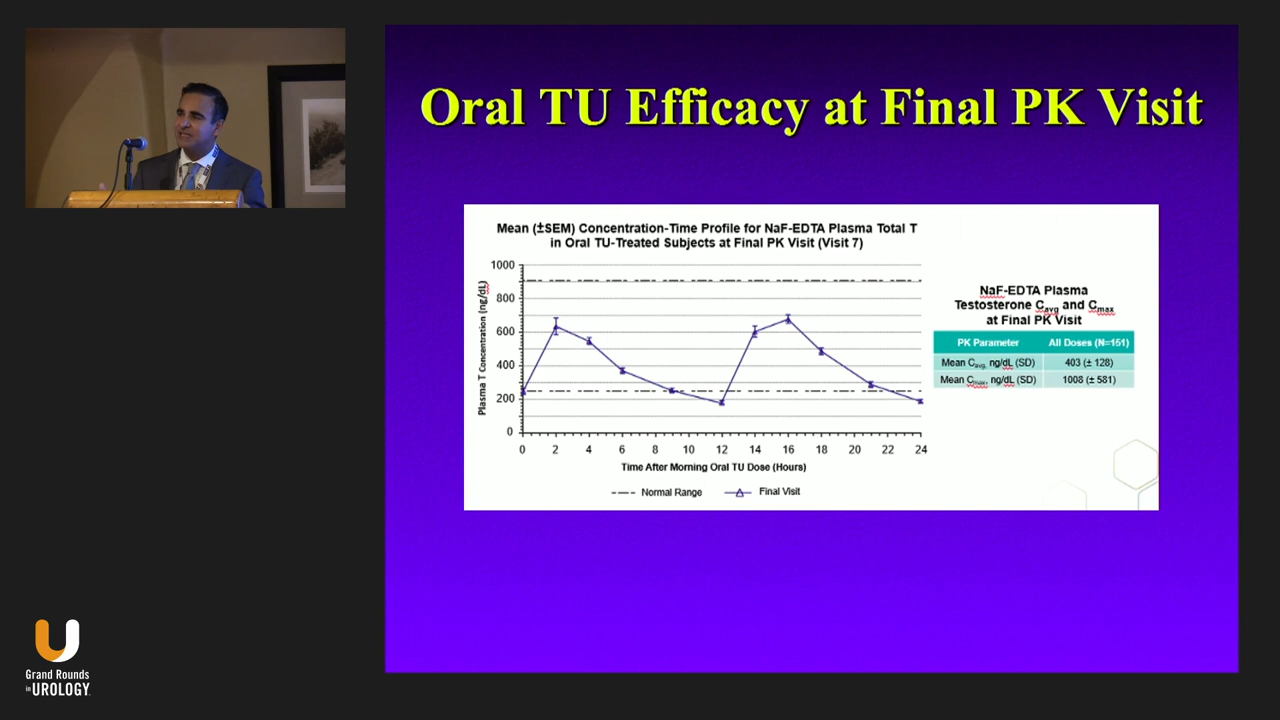 Oral TU Efficacy at Final PK Visit
Mean (±SEM) Concentration-Time Profile for NaF-EDTA Plasma Total T
in Oral TU-Treated Subjects at Final PK Visit (Visit 7)
Plasma T Concentration (ng/dL)
1000
800
600
400
200
0
0 2 4 6 8 10 12 14 16 18 20 22 24
Time After Morning Oral TU Dose (Hours)
Normal Range Final Visit
NaF-EDTA Plasma
Testosterone Cavg and Cmax
at Final PK Visit
PK Parameter All Doses (N=151)
Mean Cavg, ng/dL (SD) 403 (± 128)
Mean Cmax, ng/dL (SD) 1008 (± 581)
Grand Rounds
in UROLOGY